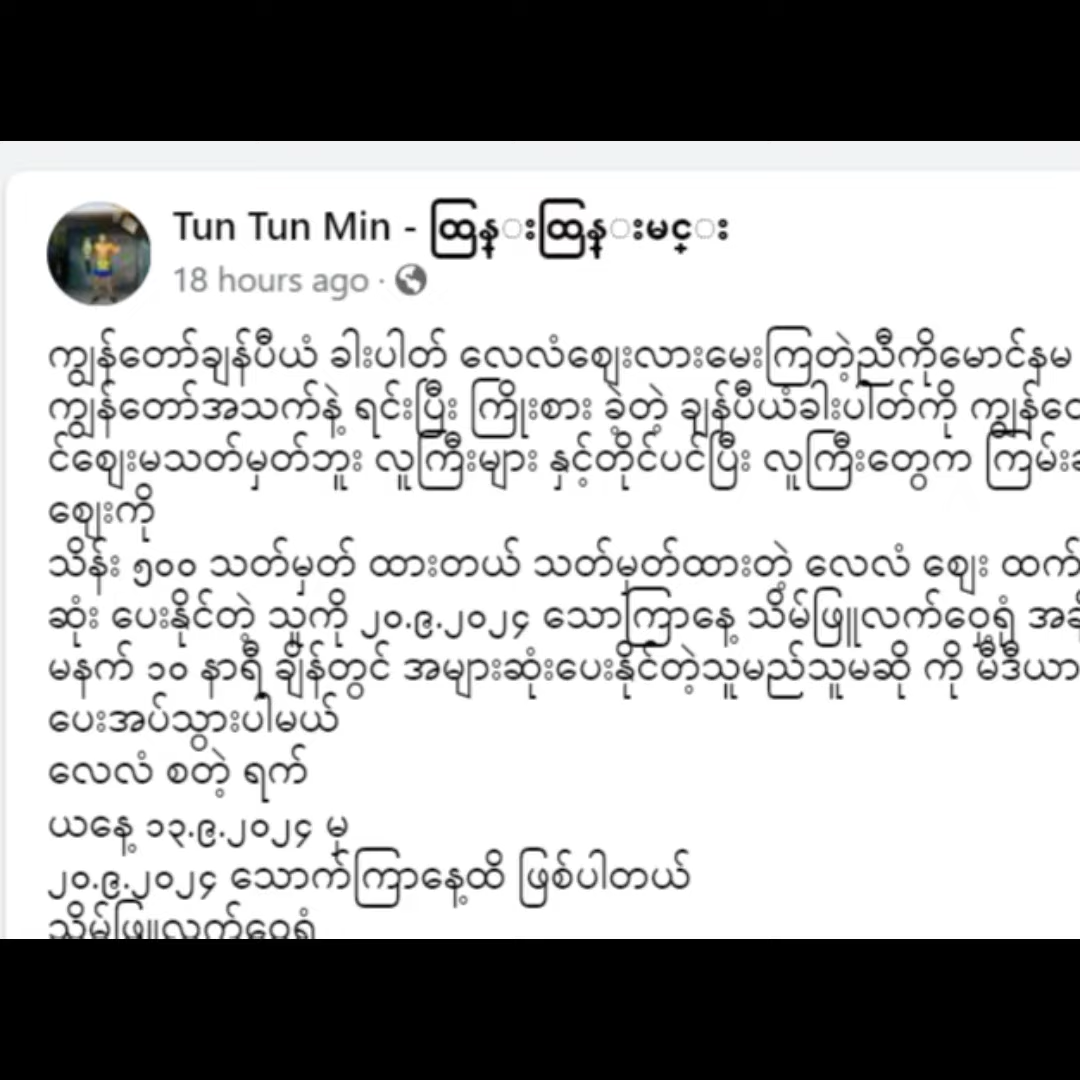 Tun Tun Min - ထြန္းထြန္းမင္း
18 hours ago ·
ကျွန်တော်ချန်ပီယံ ခါးပါတ် လေလံဈေးလားမေးကြတဲ့ညီကိုမောင်နမ
ကျွန်တော်အသက်နဲ့ ရင်းပြီး ကြိုးစား ခဲ့တဲ့ ချန်ပီယံခါးပါတ်ကို
င်ဈေးမသတ်မှတ်ဘူး လူကြီးများ နှင့်တိုင်ပင်ပြီး လူကြီးတွေက
ဈေးကို
သိန်း ၅၀၀ သတ်မှတ် ထားတယ် သတ်မှတ်ထားတဲ့ လေလံ ဈေး ထက်
ဆုံး ပေးနိုင်တဲ့ သူကို ၂၀.၉.၂၀၂၄ သောကြာနေ့ သိမ်ဖြူလက်ဝှေ့ရုံ
မနက် ၁၀ နာရီ ချိန်တွင် အများဆုံးပေးနိုင်တဲ့သူမည်သူမဆို ကို မီဒီယာ
ပေးအပ်သွားပါမယ်
လေလံ စတဲ့ ရက်
ယနေ့ ၁၃.၉.၂၀၂၄ မှ
၂၀.၉.၂၀၂၄ သောက်ကြာနေ့ထိ ဖြစ်ပါတယ်
သိမ်ဖြူလက်ဝှေ့ရုံ